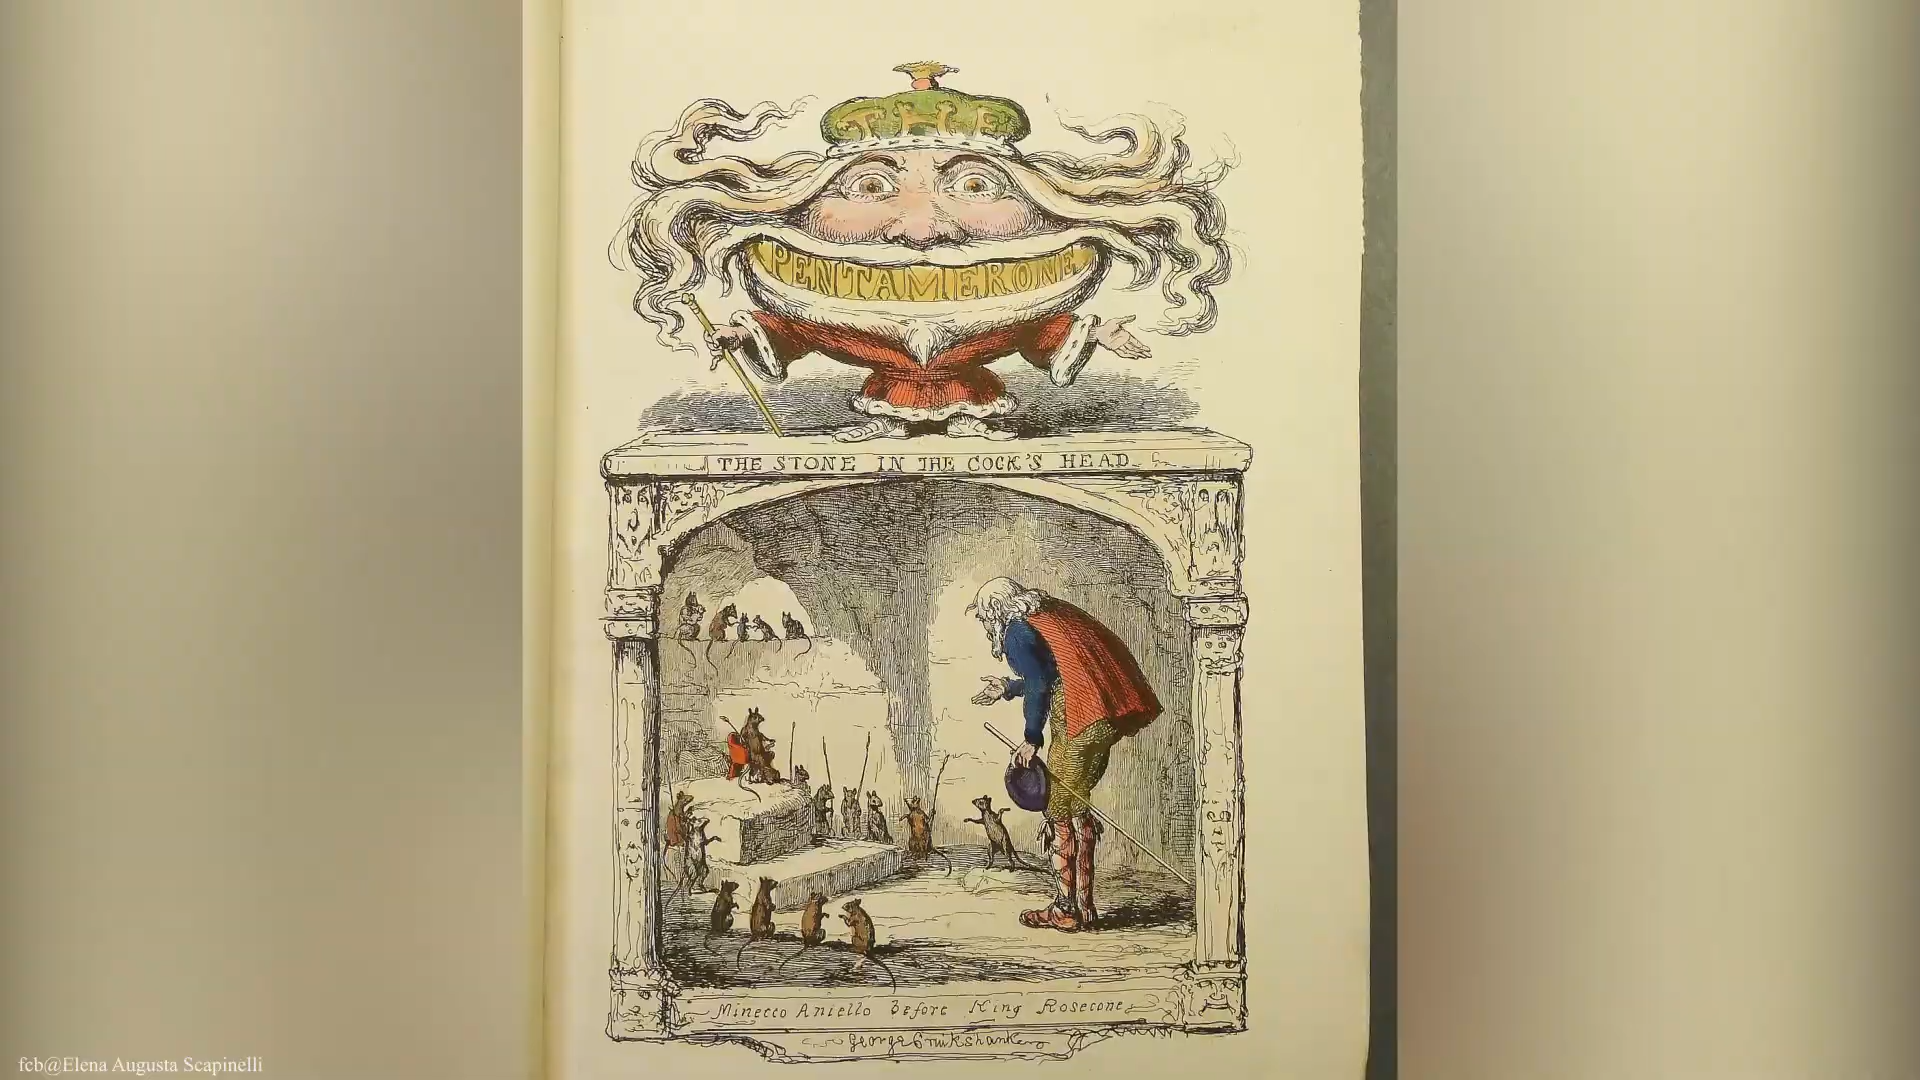 THE
PENTAMERONE
THE STONE IN THE COCK'S HEAD
Minecco Aniello before King Rosecone
George Cruikshank
fcb@Elena Augusta Scapinelli